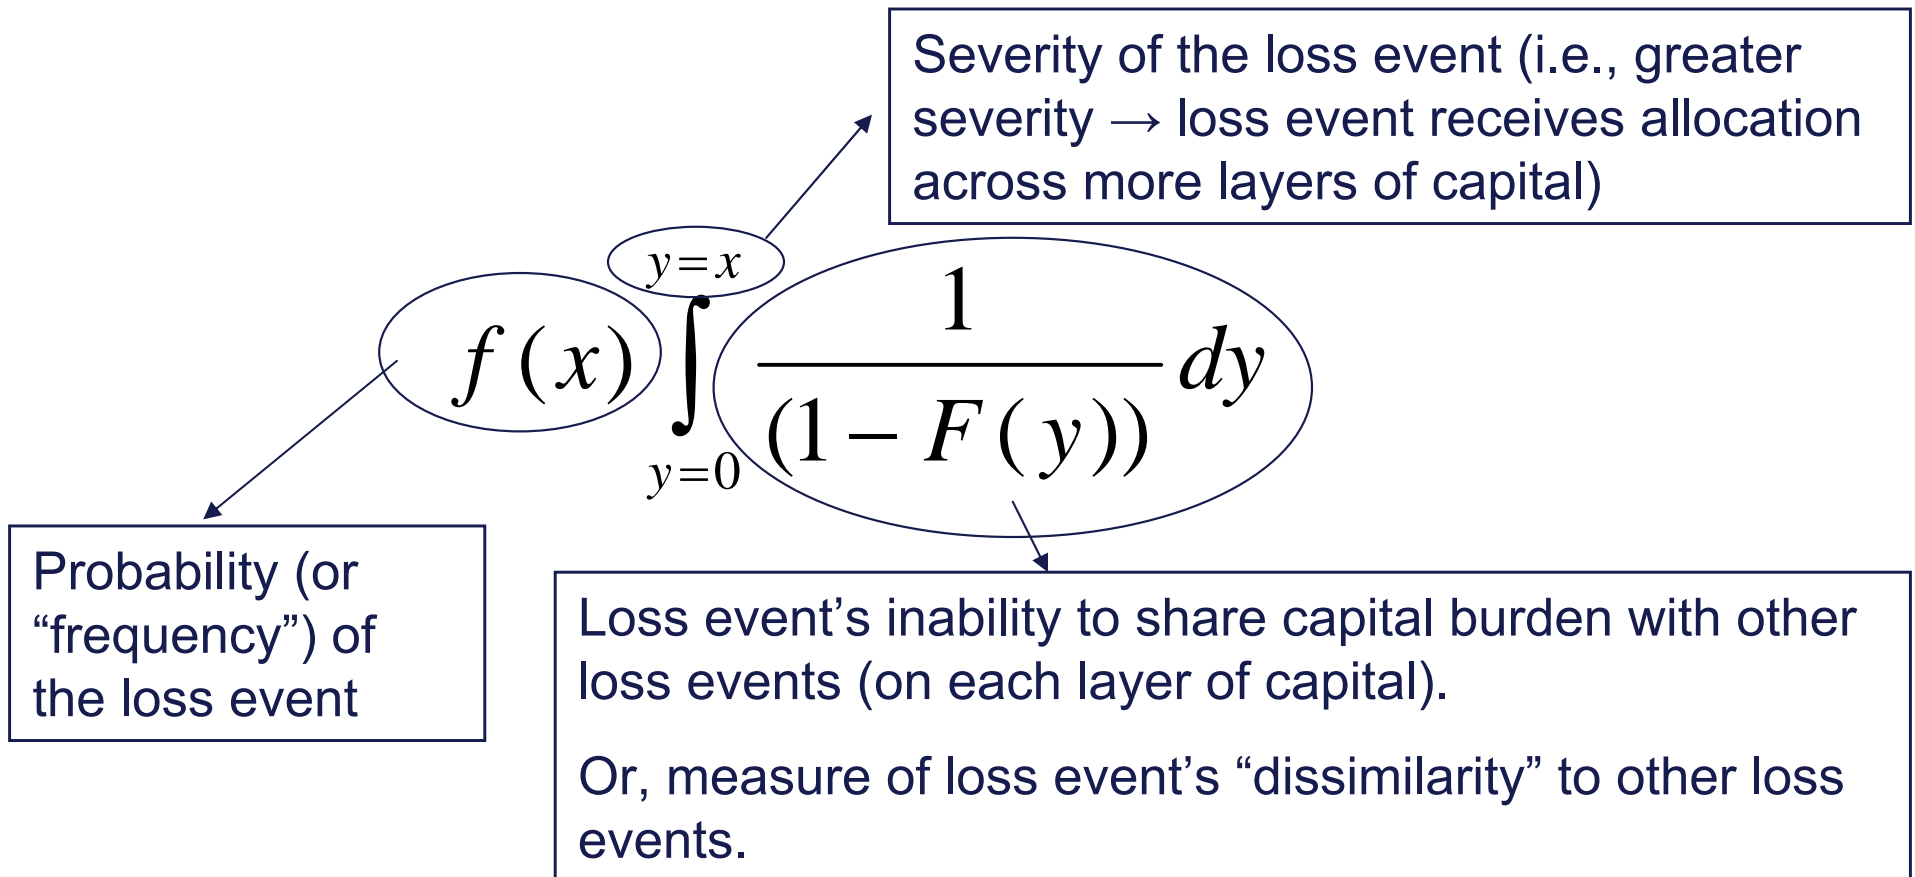 Severity of the loss event (i.e., greater
severity → loss event receives allocation
across more layers of capital)
y=x
f(x) ∫ 1/(1 − F(y)) dy
y=0
Probability (or
“frequency”) of
the loss event
Loss event’s inability to share capital burden with other
loss events (on each layer of capital).
Or, measure of loss event’s “dissimilarity” to other loss
events.